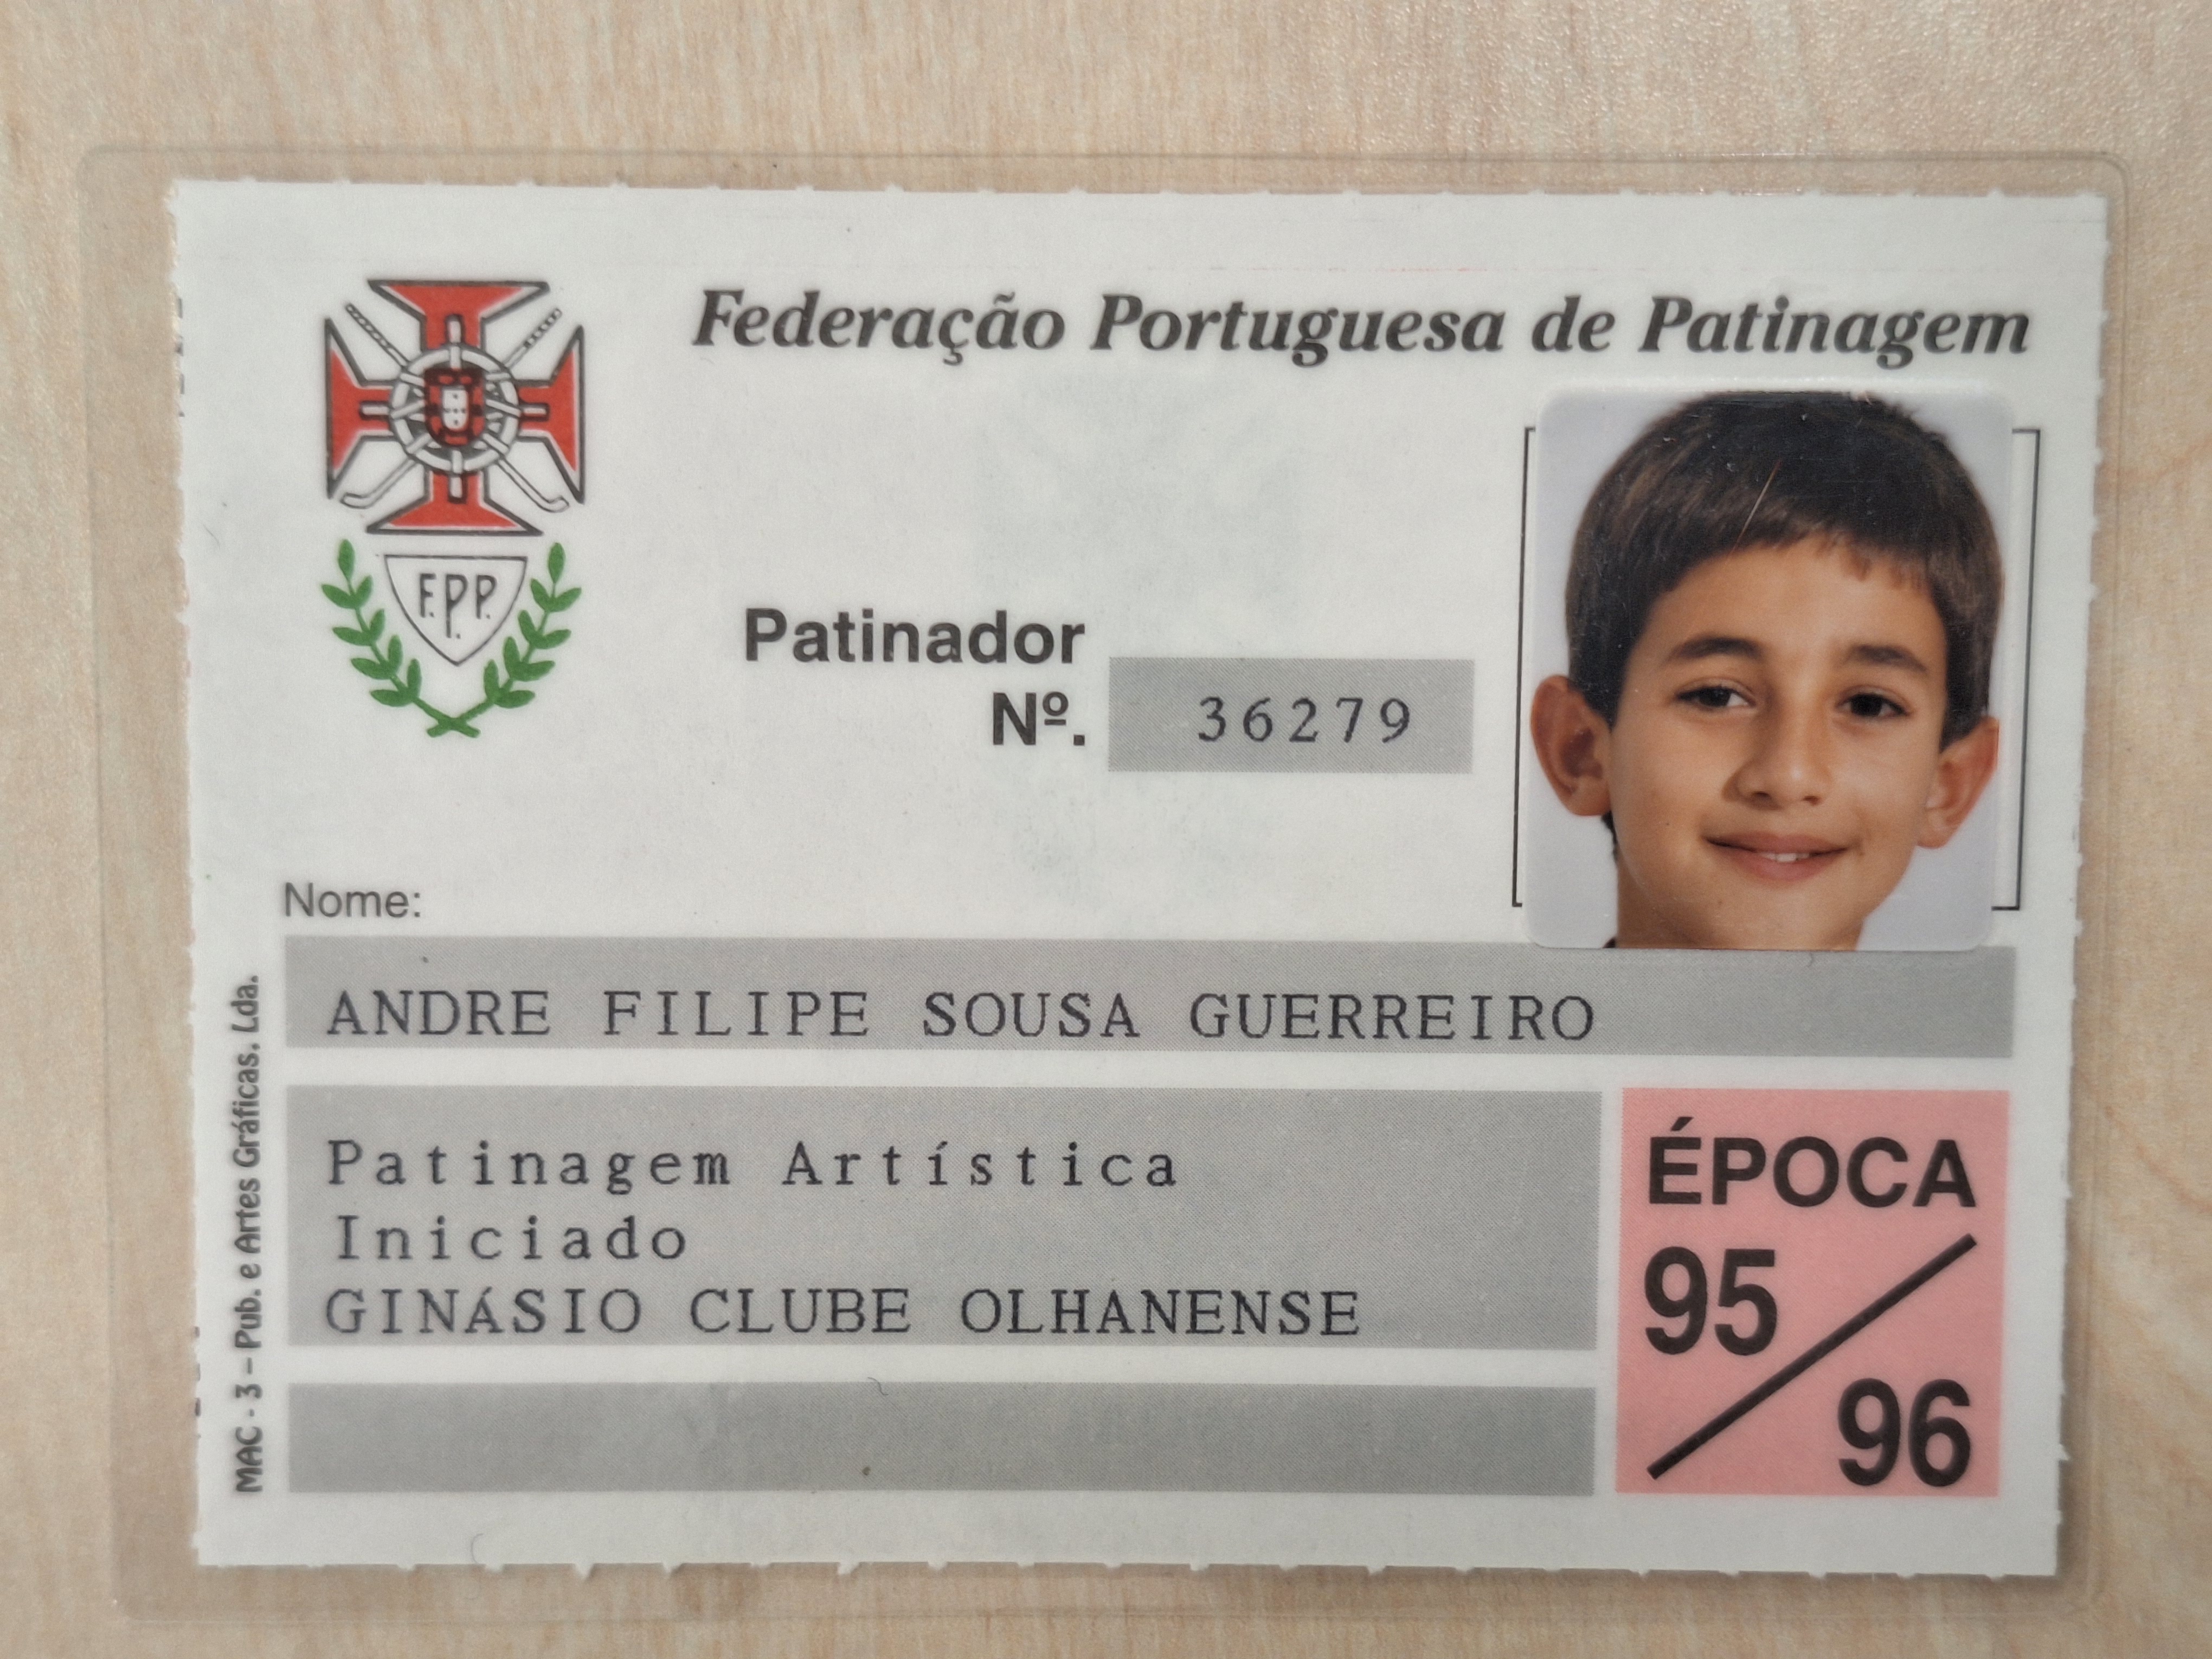 Federação Portuguesa de Patinagem
F.P.P.
Patinador
Nº. 36279
Nome:
ANDRE FILIPE SOUSA GUERREIRO
Patinagem Artística
Iniciado
GINÁSIO CLUBE OLHANENSE
ÉPOCA
95
96
MAC - 3 – Pub. e Artes Gráficas. Lda.